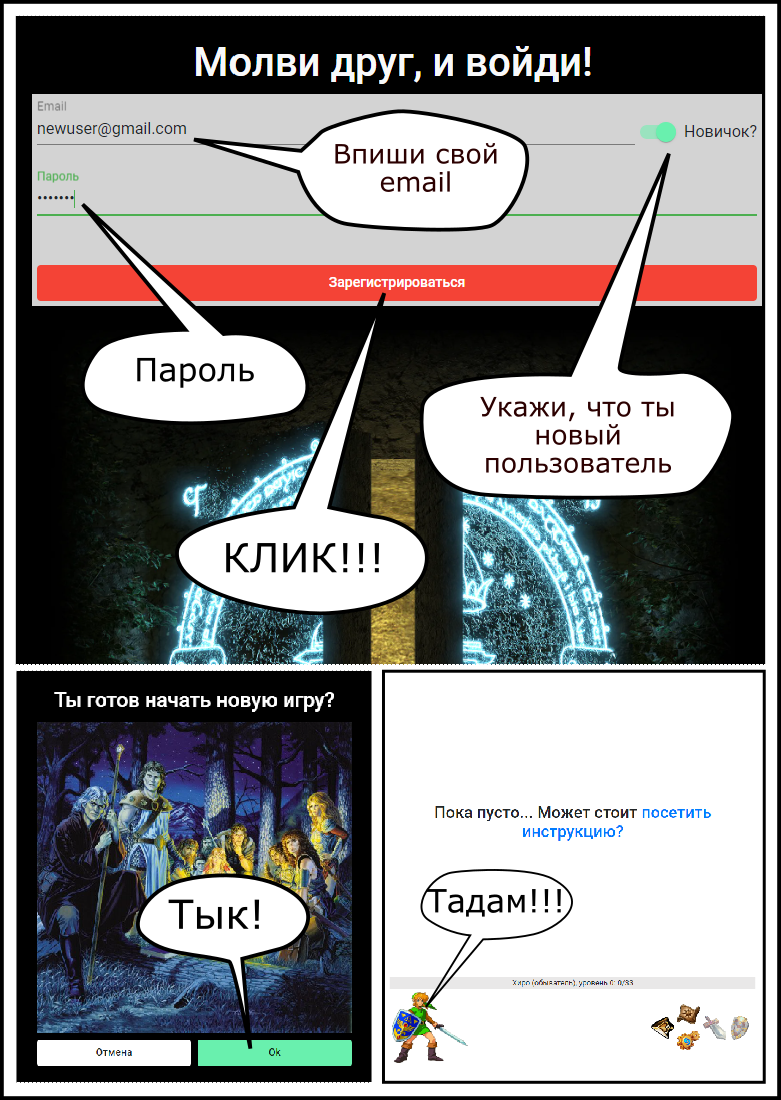 Молви друг, и войди!
Email
newuser@gmail.com
Новичок?
Впиши свой
email
Пароль
•••••••
Зарегистрироваться
Пароль
Укажи, что ты
новый
пользователь
КЛИК!!!
Ты готов начать новую игру?
Тык!
Отмена
Ok
Пока пусто... Может стоит посетить
инструкцию?
Тадам!!!
Хиро (обыватель), уровень 0: 0/33